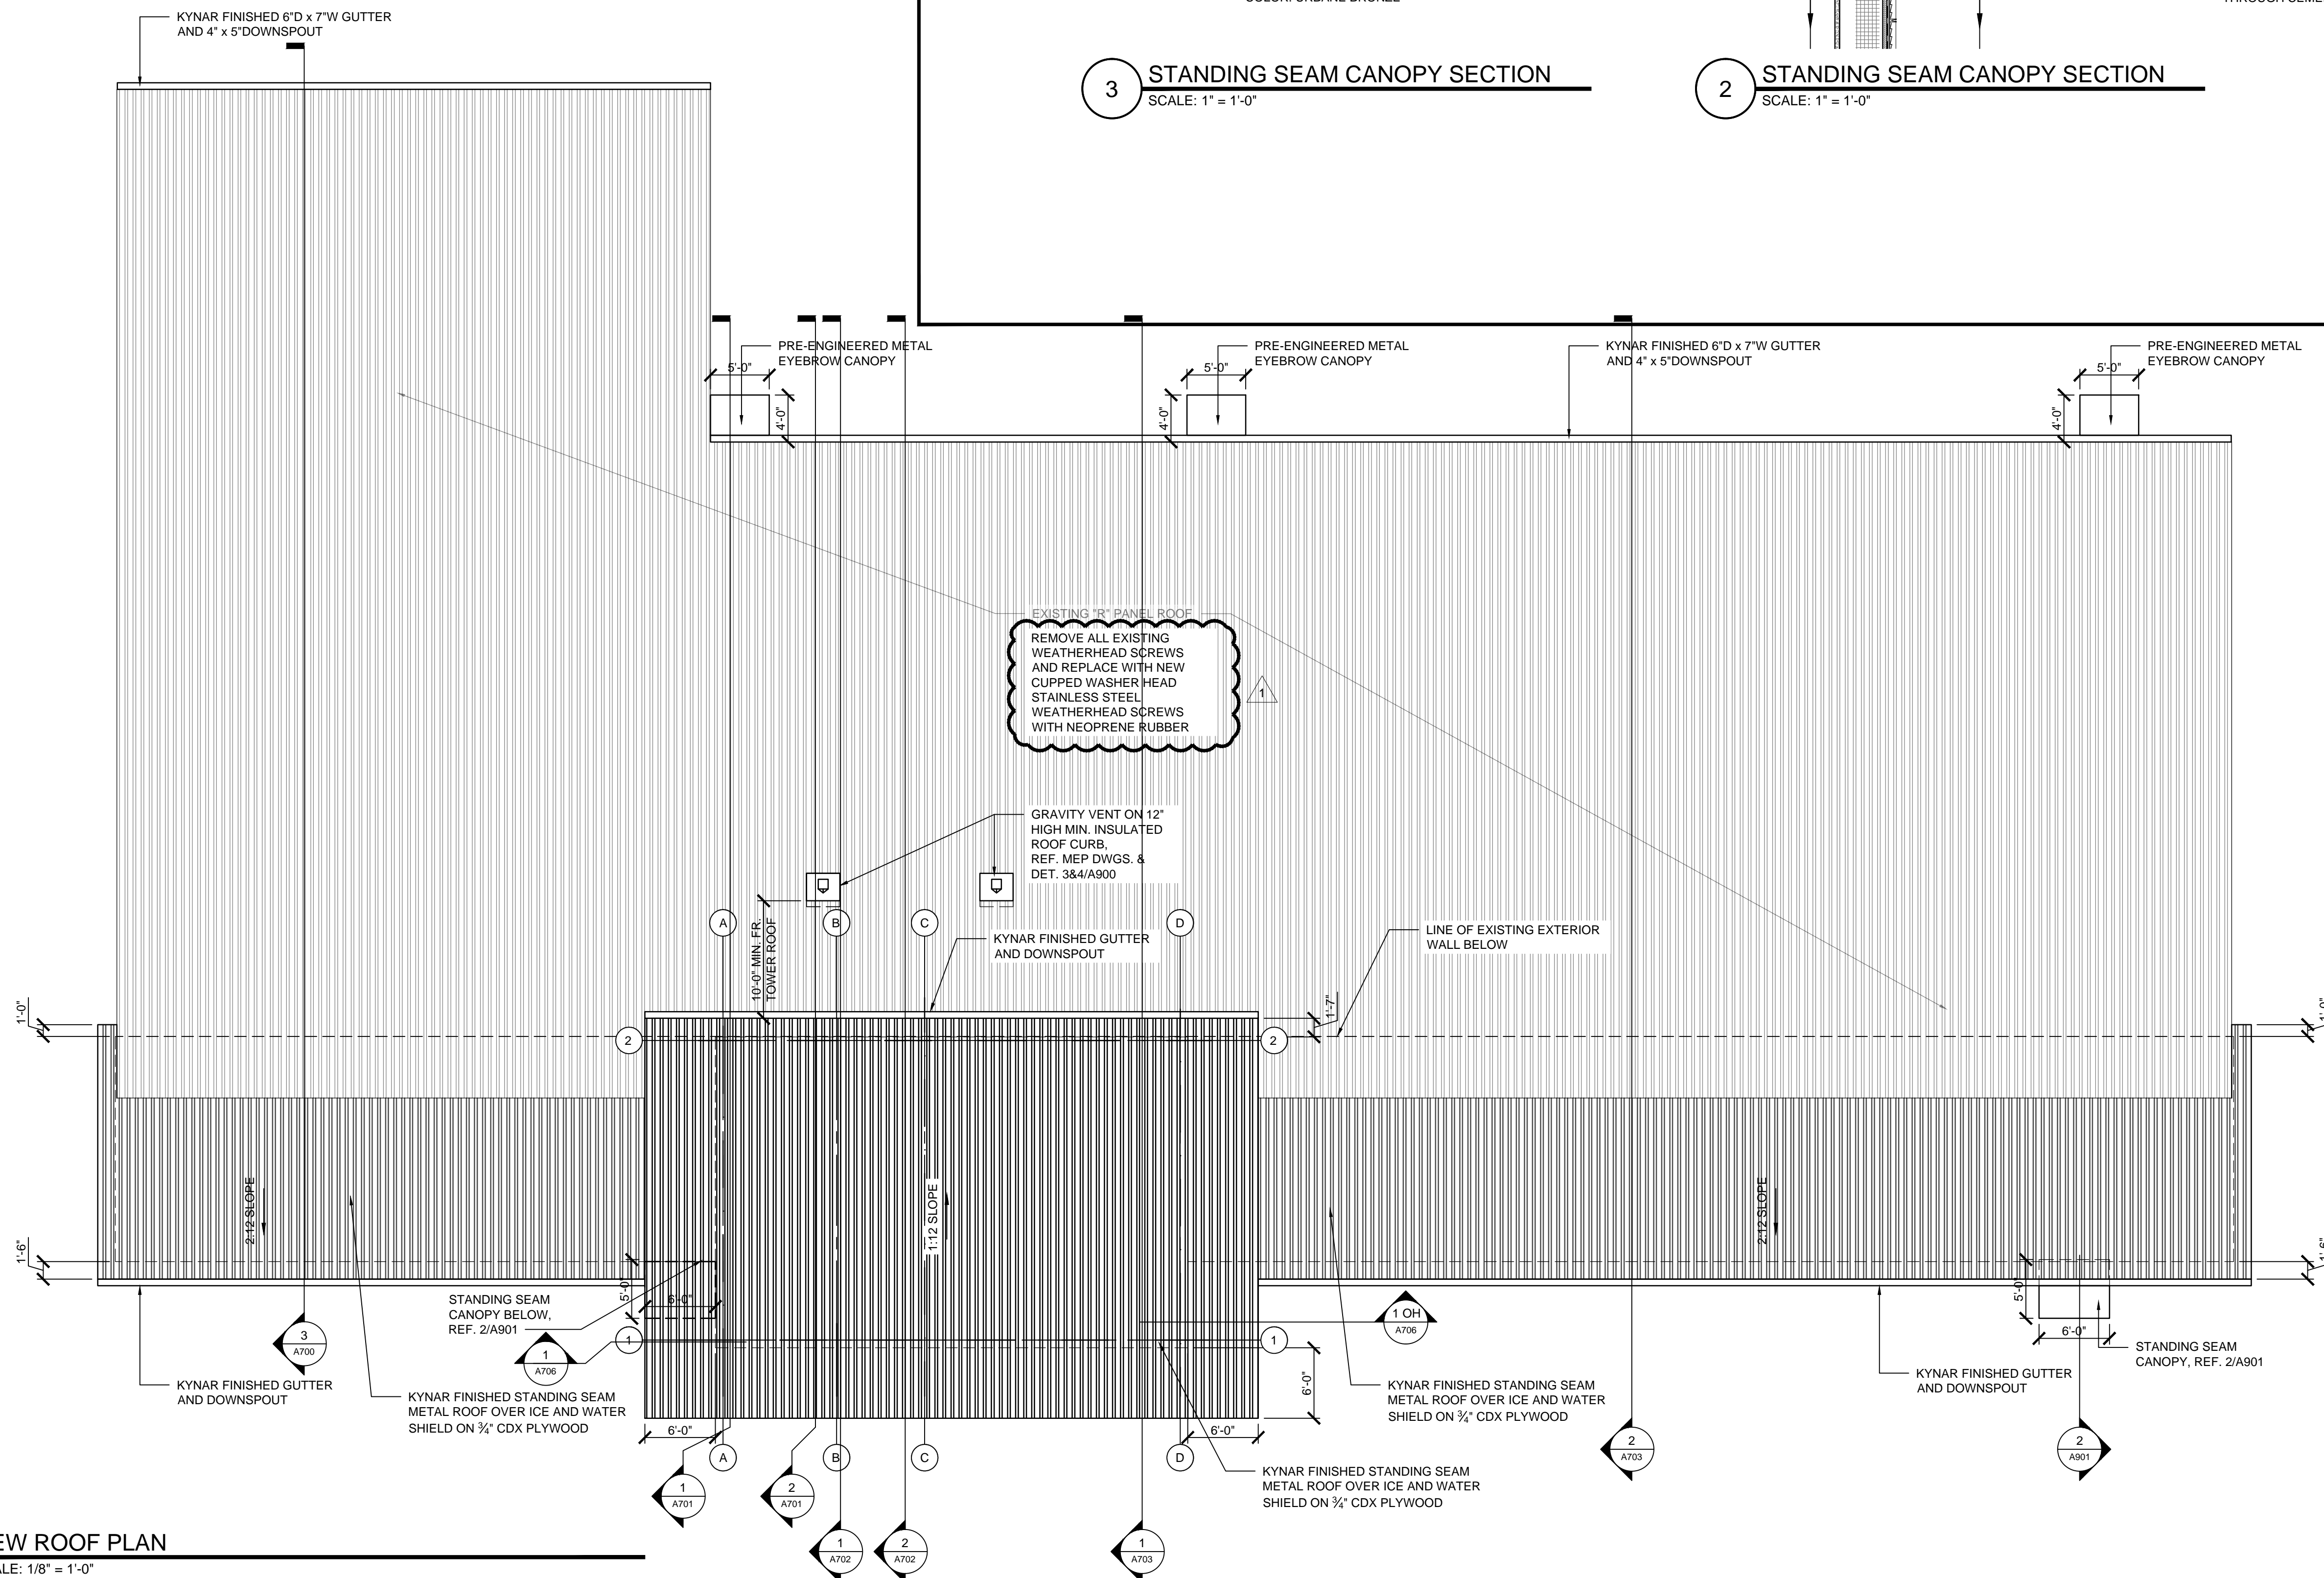 KYNAR FINISHED 6"D x 7"W GUTTER
AND 4" x 5"DOWNSPOUT
3
STANDING SEAM CANOPY SECTION
SCALE: 1" = 1'-0"
2
STANDING SEAM CANOPY SECTION
SCALE: 1" = 1'-0"
PRE-ENGINEERED METAL
EYEBROW CANOPY
5'-0"
4'-0"
PRE-ENGINEERED METAL
EYEBROW CANOPY
5'-0"
4'-0"
KYNAR FINISHED 6"D x 7"W GUTTER
AND 4" x 5"DOWNSPOUT
PRE-ENGINEERED METAL
EYEBROW CANOPY
5'-0"
4'-0"
EXISTING "R" PANEL ROOF
REMOVE ALL EXISTING
WEATHERHEAD SCREWS
AND REPLACE WITH NEW
CUPPED WASHER HEAD
STAINLESS STEEL
WEATHERHEAD SCREWS
WITH NEOPRENE RUBBER
1
GRAVITY VENT ON 12"
HIGH MIN. INSULATED
ROOF CURB,
REF. MEP DWGS. &
DET. 3&4/A900
A
B
C
D
10'-0" MIN. FR.
TOWER ROOF
KYNAR FINISHED GUTTER
AND DOWNSPOUT
LINE OF EXISTING EXTERIOR
WALL BELOW
1'-0"
1'-7"
2
2
2:12 SLOPE
1:12 SLOPE
2:12 SLOPE
1'-6"
5'-0"
6'-0"
STANDING SEAM
CANOPY BELOW,
REF. 2/A901
1
A706
1
1
1 OH
A706
5'-0"
6'-0"
STANDING SEAM
CANOPY, REF. 2/A901
3
A700
KYNAR FINISHED GUTTER
AND DOWNSPOUT
KYNAR FINISHED STANDING SEAM
METAL ROOF OVER ICE AND WATER
SHIELD ON ¾" CDX PLYWOOD
6'-0"
KYNAR FINISHED STANDING SEAM
METAL ROOF OVER ICE AND WATER
SHIELD ON ¾" CDX PLYWOOD
KYNAR FINISHED GUTTER
AND DOWNSPOUT
6'-0"
6'-0"
A
B
C
D
2
A703
2
A901
KYNAR FINISHED STANDING SEAM
METAL ROOF OVER ICE AND WATER
SHIELD ON ¾" CDX PLYWOOD
1
A701
2
A701
1
A702
2
A702
1
A703
EW ROOF PLAN
ALE: 1/8" = 1'-0"